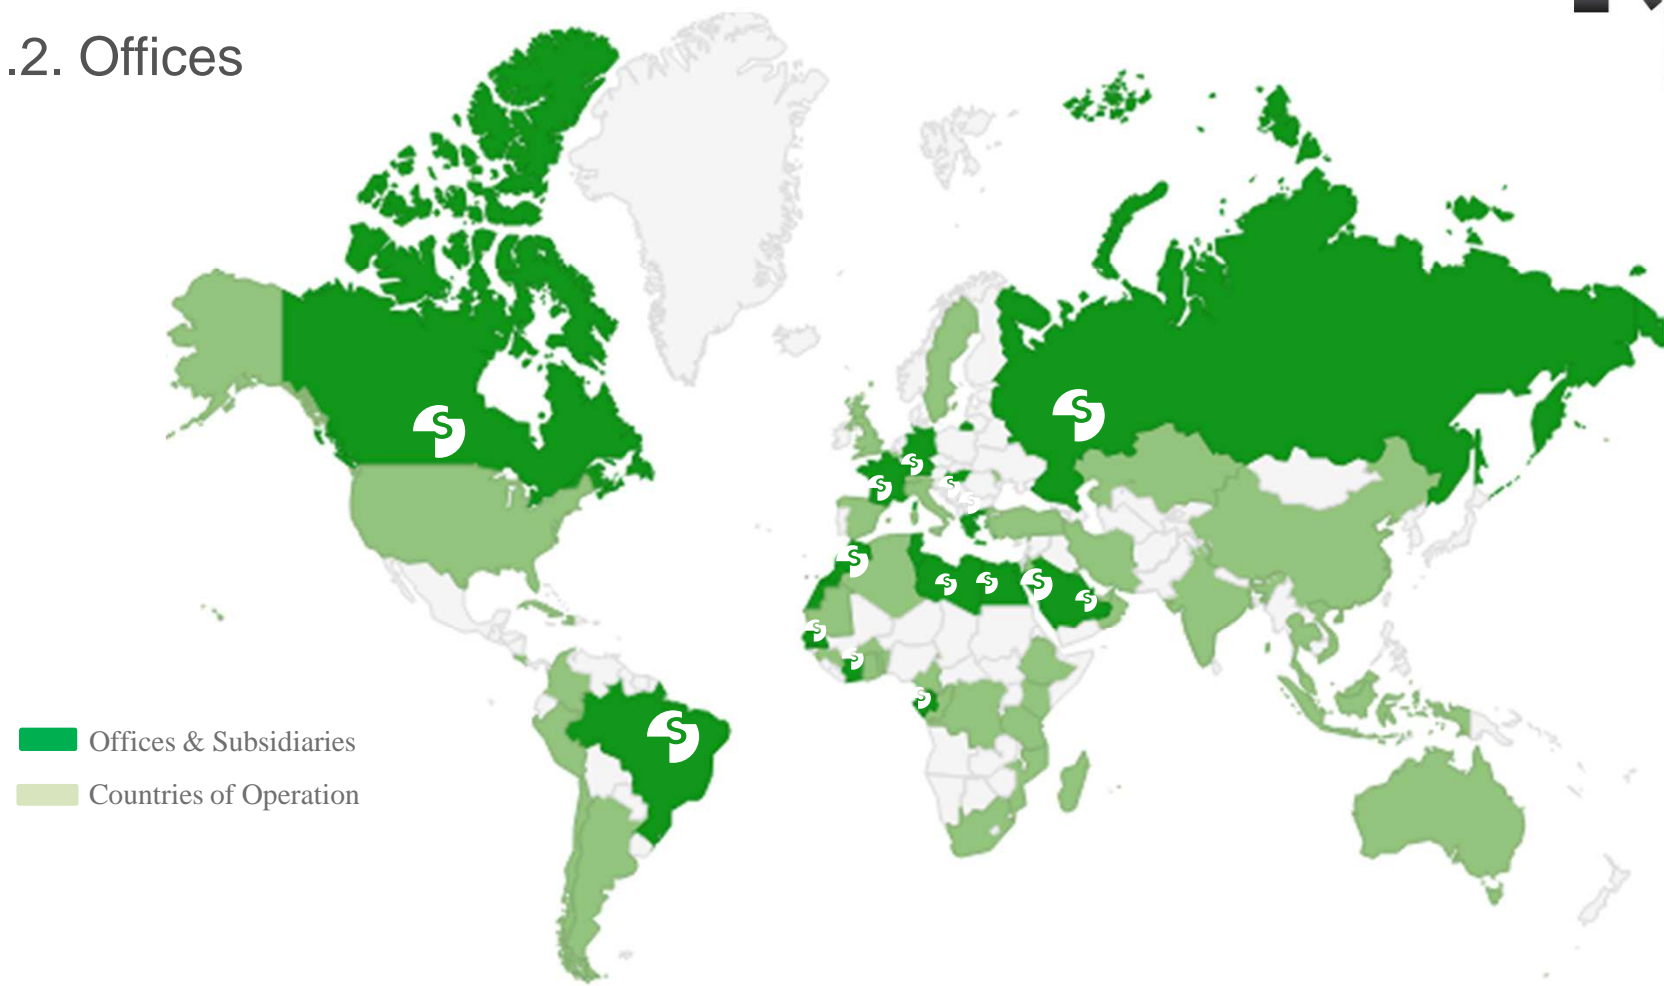 .2. Offices
Offices & Subsidiaries
Countries of Operation